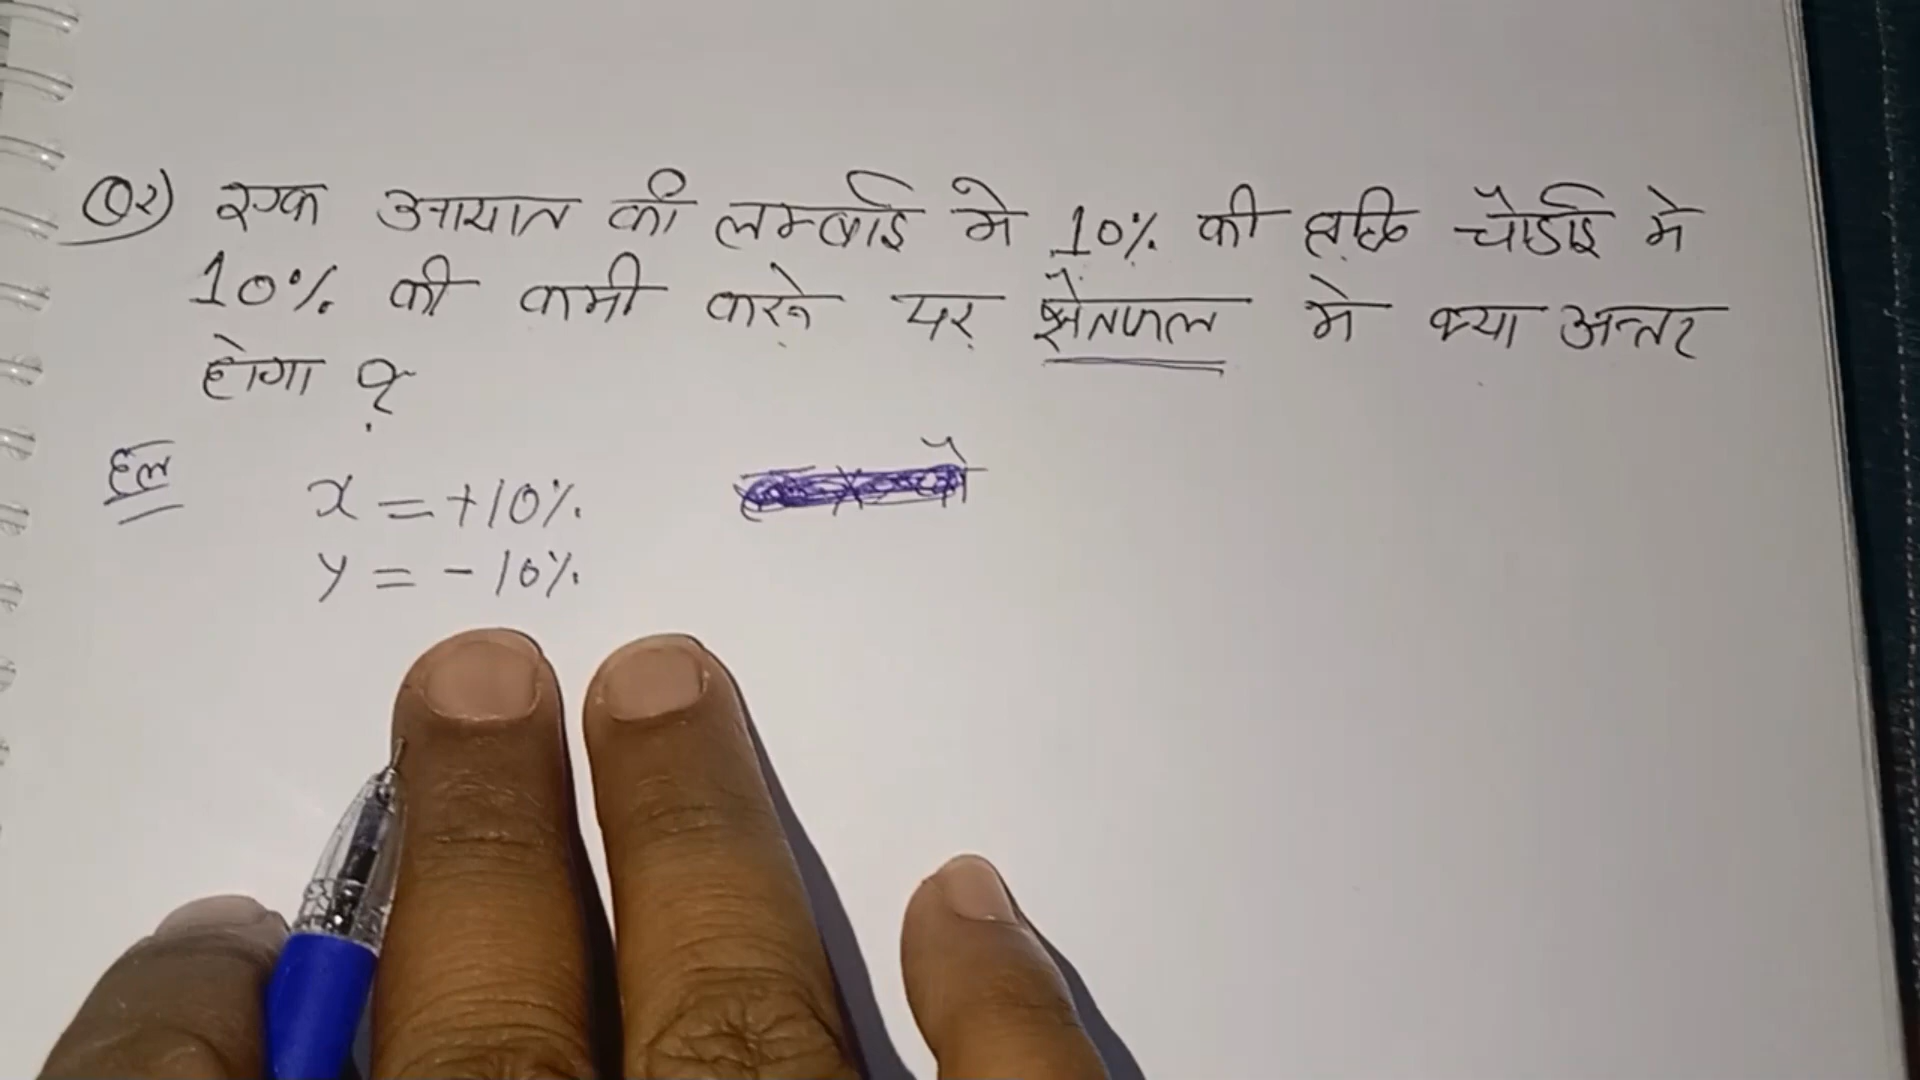 Q2) एक आयात की लम्बाई मे 10% की वृद्धि चौडाई मे
10% की कमी करने पर क्षेत्रफल मे क्या अन्तर
होगा ?
हल
x = +10%
y = -10%